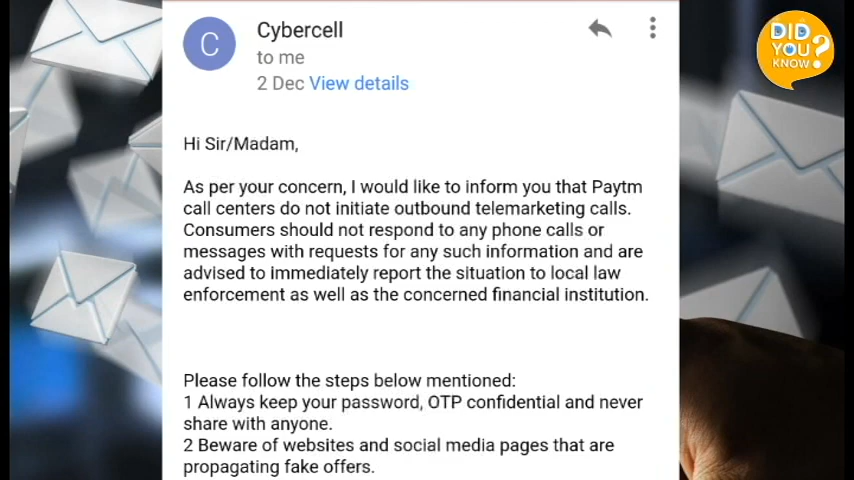 Cybercell
to me
2 Dec View details
DID
YOU
KNOW?
C
Hi Sir/Madam,
As per your concern, I would like to inform you that Paytm
call centers do not initiate outbound telemarketing calls.
Consumers should not respond to any phone calls or
messages with requests for any such information and are
advised to immediately report the situation to local law
enforcement as well as the concerned financial institution.
Please follow the steps below mentioned:
1 Always keep your password, OTP confidential and never
share with anyone.
2 Beware of websites and social media pages that are
propagating fake offers.